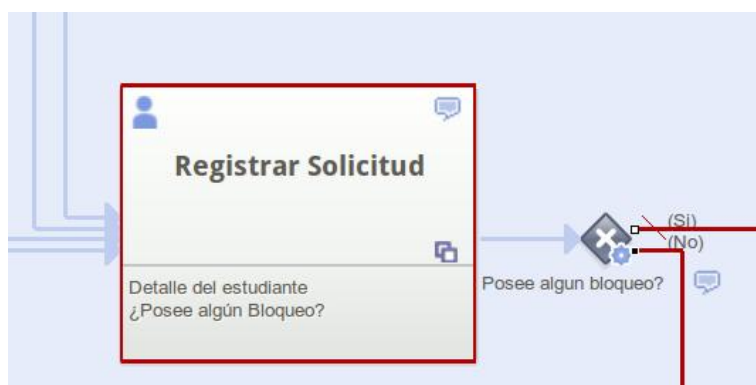 Registrar Solicitud
Detalle del estudiante
¿Posee algún Bloqueo?
(Si)
(No)
Posee algun bloqueo?